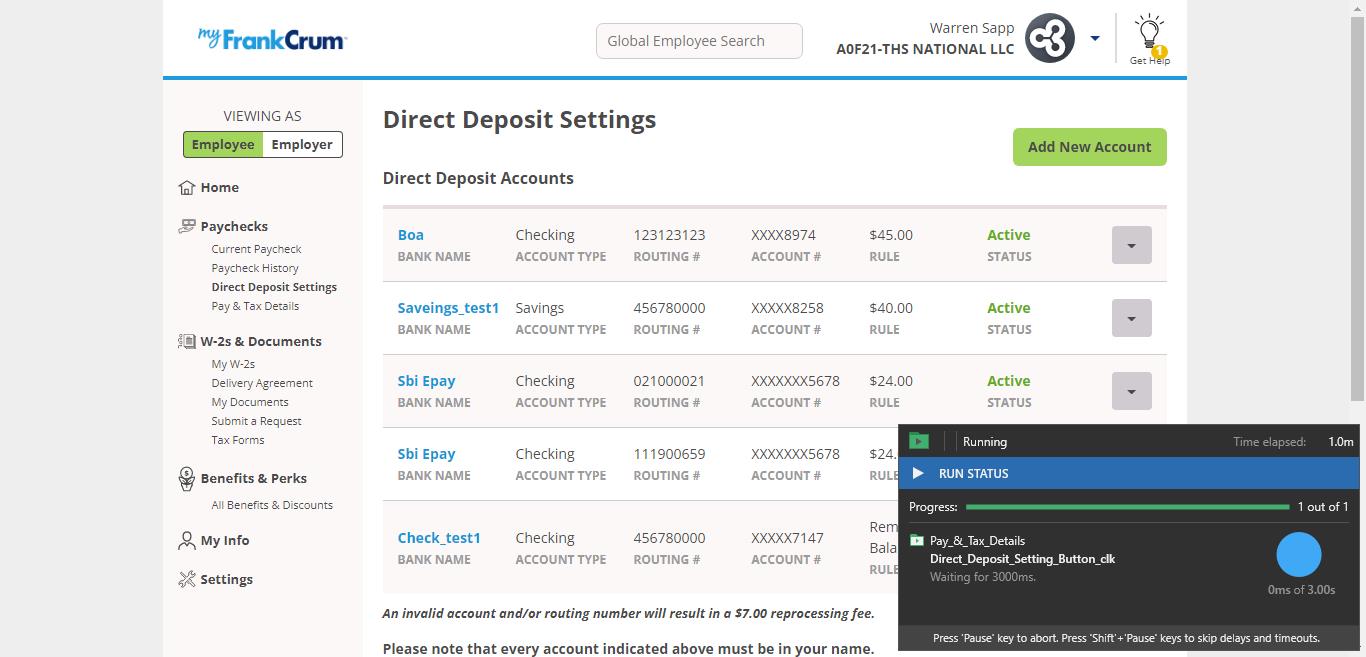 myFrankCrum
Global Employee Search
Warren Sapp
A0F21-THS NATIONAL LLC
1
Get Help
VIEWING AS
Employee Employer
Home
Paychecks
Current Paycheck
Paycheck History
Direct Deposit Settings
Pay & Tax Details
W-2s & Documents
My W-2s
Delivery Agreement
My Documents
Submit a Request
Tax Forms
Benefits & Perks
All Benefits & Discounts
My Info
Settings
Direct Deposit Settings
Add New Account
Direct Deposit Accounts
Boa Checking 123123123 XXXX8974 $45.00 Active
BANK NAME ACCOUNT TYPE ROUTING # ACCOUNT # RULE STATUS
Saveings_test1 Savings 456780000 XXXXX8258 $40.00 Active
BANK NAME ACCOUNT TYPE ROUTING # ACCOUNT # RULE STATUS
Sbi Epay Checking 021000021 XXXXXXX5678 $24.00 Active
BANK NAME ACCOUNT TYPE ROUTING # ACCOUNT # RULE STATUS
Sbi Epay Checking 111900659 XXXXXXX5678 $24.
BANK NAME ACCOUNT TYPE ROUTING # ACCOUNT # RULE
Check_test1 Checking 456780000 XXXXX7147 Rem
Bala
BANK NAME ACCOUNT TYPE ROUTING # ACCOUNT # RULE
An invalid account and/or routing number will result in a $7.00 reprocessing fee.
Please note that every account indicated above must be in your name.
Running Time elapsed: 1.0m
RUN STATUS
Progress: 1 out of 1
Pay_&_Tax_Details
Direct_Deposit_Setting_Button_clk
Waiting for 3000ms.
0ms of 3.00s
Press 'Pause' key to abort. Press 'Shift'+'Pause' keys to skip delays and timeouts.